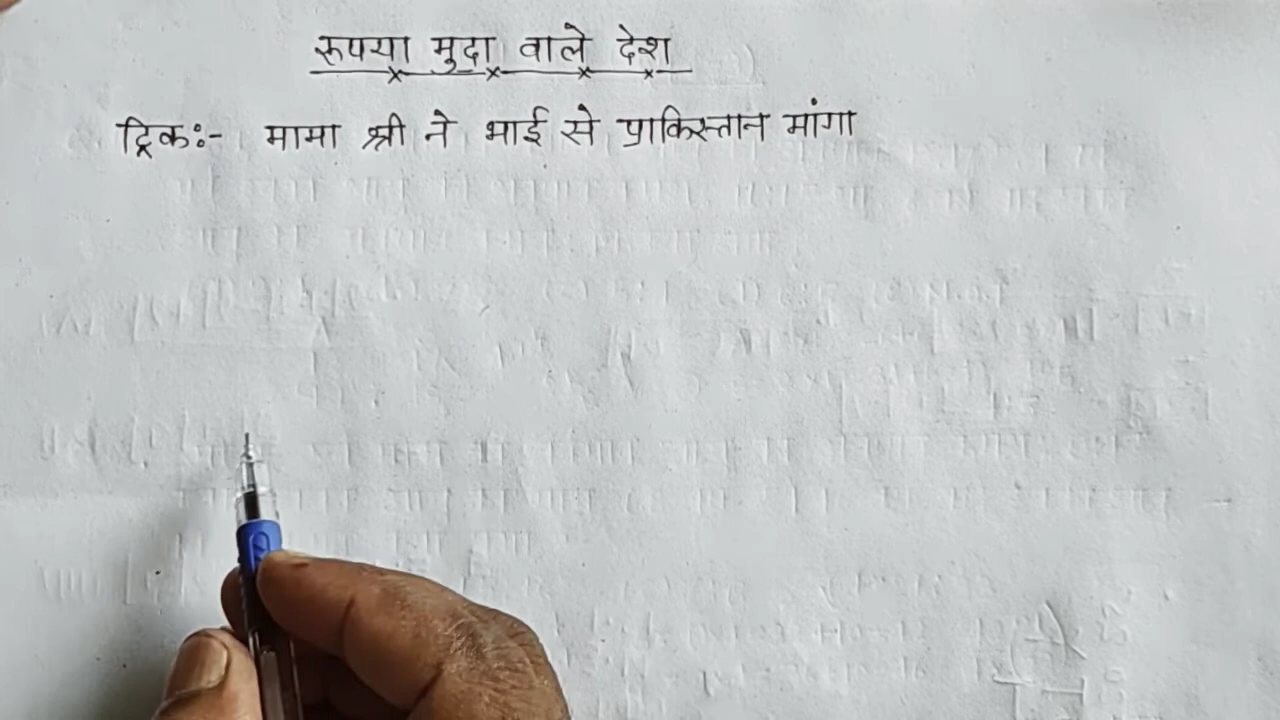 रूपया मुदा वाले देश
ट्रिकः- मामा श्री ने भाई से पाकिस्तान मांगा